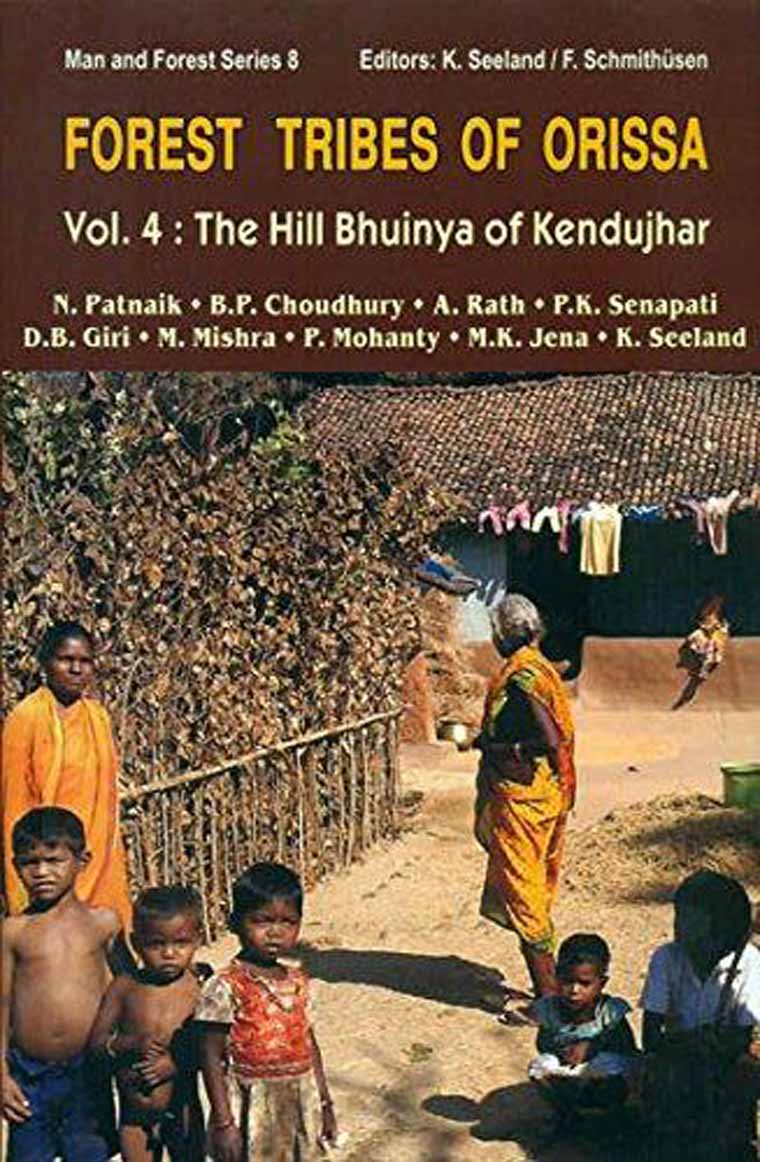 Man and Forest Series 8 Editors: K. Seeland / F. Schmithüsen
FOREST TRIBES OF ORISSA
Vol. 4 : The Hill Bhuinya of Kendujhar
N. Patnaik • B.P. Choudhury • A. Rath • P.K. Senapati
D.B. Giri • M. Mishra • P. Mohanty • M.K. Jena • K. Seeland